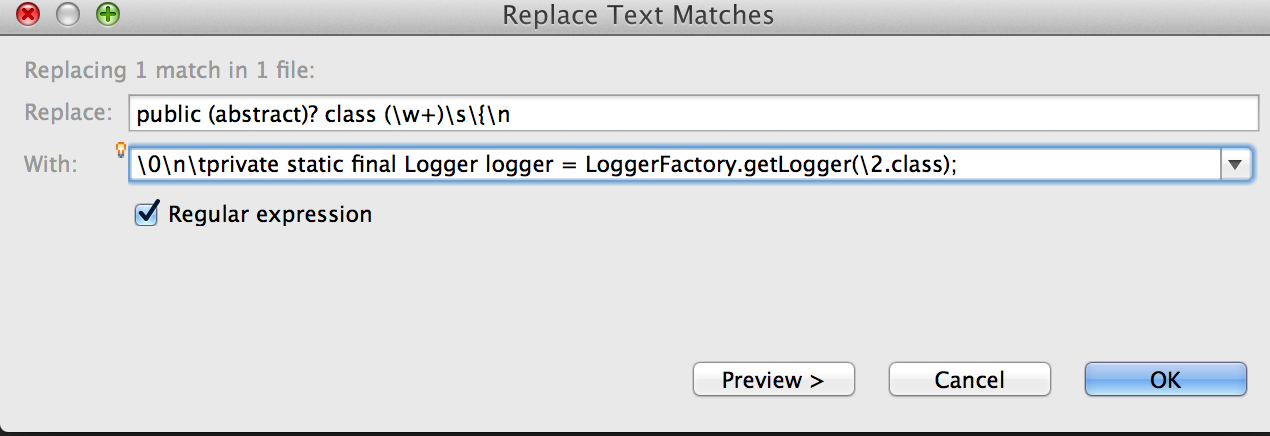 Replace Text Matches
Replacing 1 match in 1 file:
Replace: public (abstract)? class (\w+)\s\{\n
With: \0\n\tprivate static final Logger logger = LoggerFactory.getLogger(\2.class);
Regular expression
Preview > Cancel OK